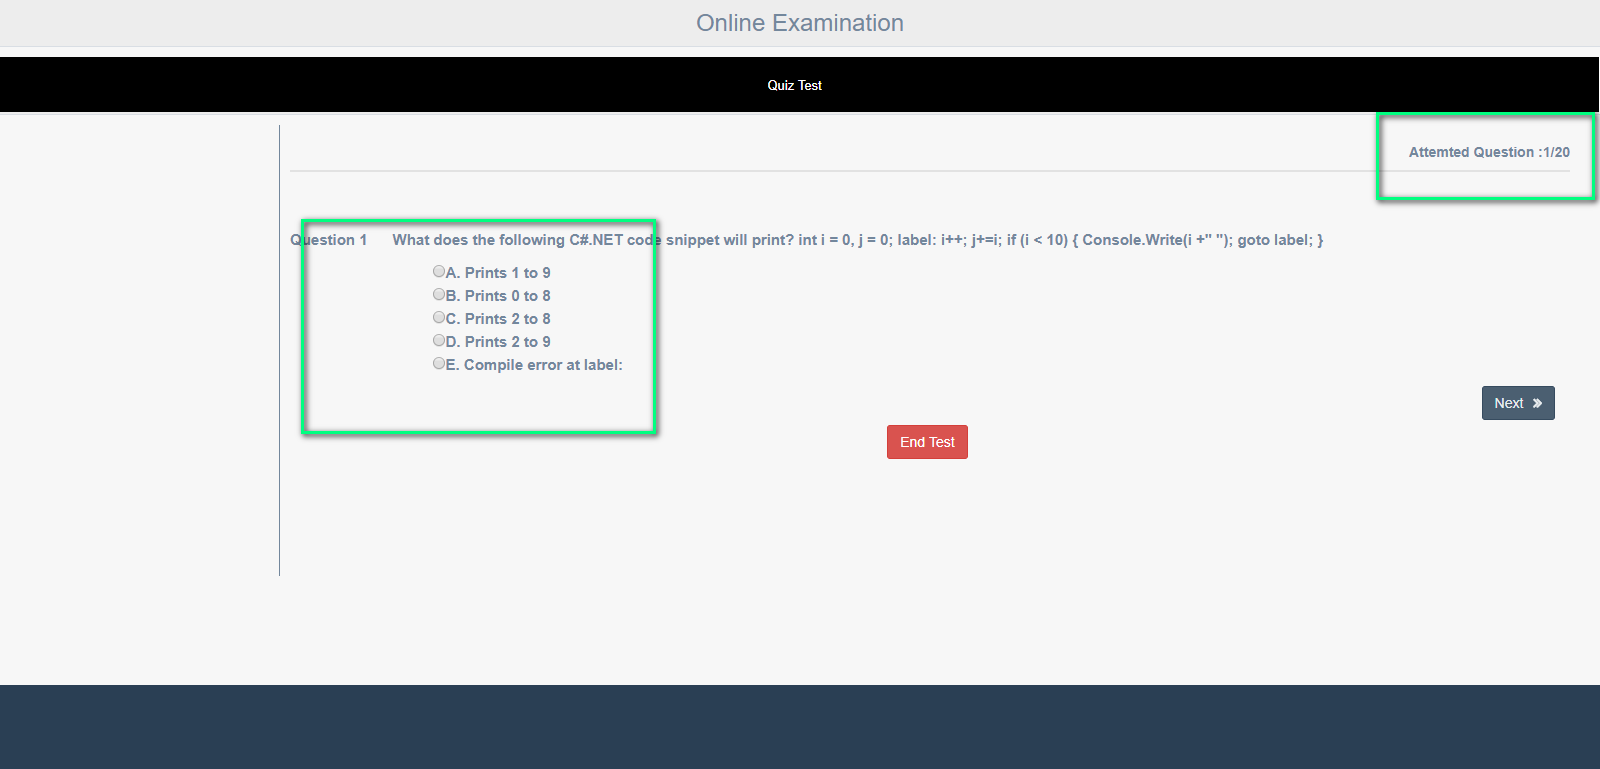 Online Examination
Quiz Test
Attemted Question :1/20
Question 1 What does the following C#.NET code snippet will print? int i = 0, j = 0; label: i++; j+=i; if (i < 10) { Console.Write(i +" "); goto label; }
A. Prints 1 to 9
B. Prints 0 to 8
C. Prints 2 to 8
D. Prints 2 to 9
E. Compile error at label:
Next »
End Test